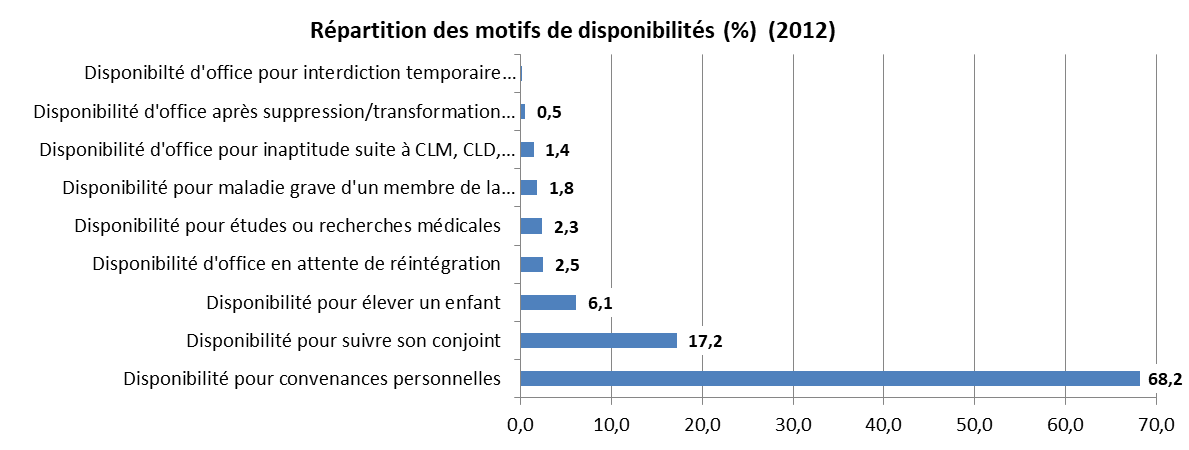 Répartition des motifs de disponibilités (%) (2012)
Disponibilté d'office pour interdiction temporaire...
Disponibilité d'office après suppression/transformation... 0,5
Disponibilité d'office pour inaptitude suite à CLM, CLD,... 1,4
Disponibilité pour maladie grave d'un membre de la... 1,8
Disponibilité pour études ou recherches médicales 2,3
Disponibilité d'office en attente de réintégration 2,5
Disponibilité pour élever un enfant 6,1
Disponibilité pour suivre son conjoint 17,2
Disponibilité pour convenances personnelles 68,2
0,0 10,0 20,0 30,0 40,0 50,0 60,0 70,0